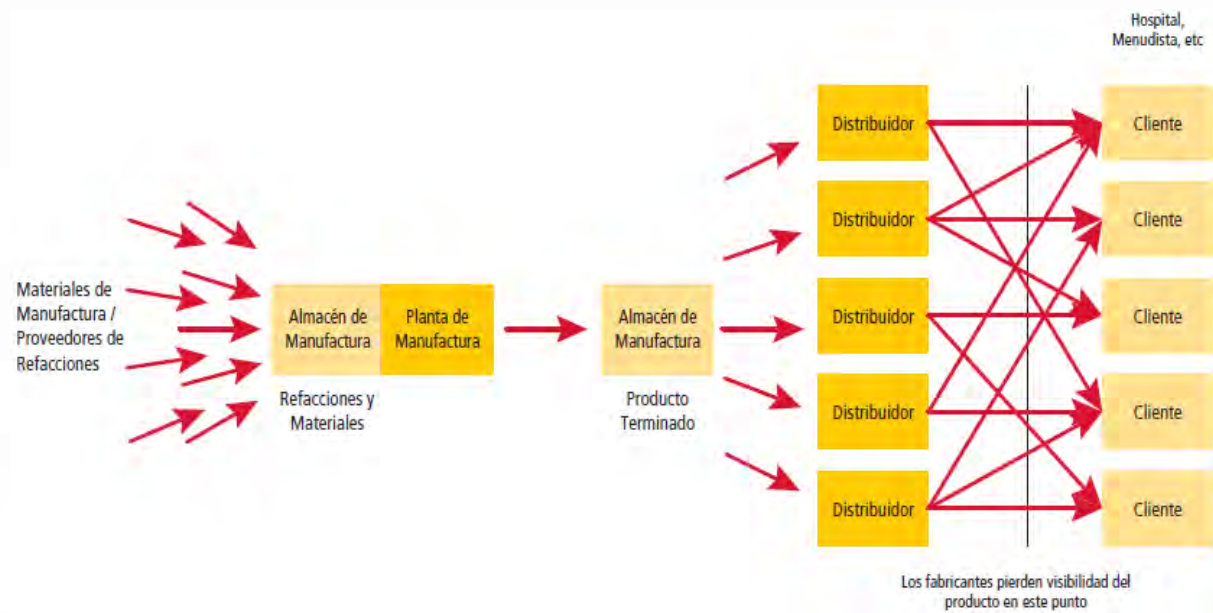 Hospital,
Menudista, etc
Materiales de
Manufactura /
Proveedores de
Refacciones
Almacén de
Manufactura
Planta de
Manufactura
Refacciones y
Materiales
Almacén de
Manufactura
Producto
Terminado
Distribuidor
Distribuidor
Distribuidor
Distribuidor
Distribuidor
Cliente
Cliente
Cliente
Cliente
Cliente
Los fabricantes pierden visibilidad del
producto en este punto